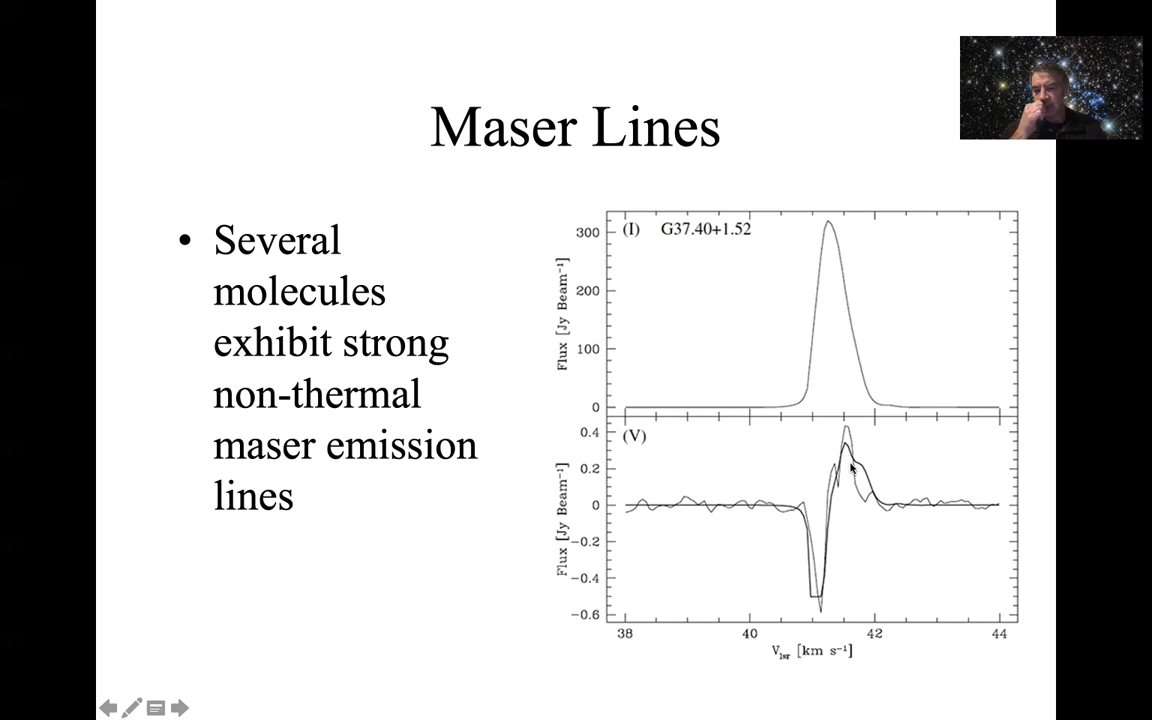 Maser Lines
• Several
molecules
exhibit strong
non-thermal
maser emission
lines
(I) G37.40+1.52
300
200
100
0
Flux [Jy Beam⁻¹]
(V)
0.4
0.2
0
−0.2
−0.4
−0.6
Flux [Jy Beam⁻¹]
38 40 42 44
Vlsr [km s⁻¹]